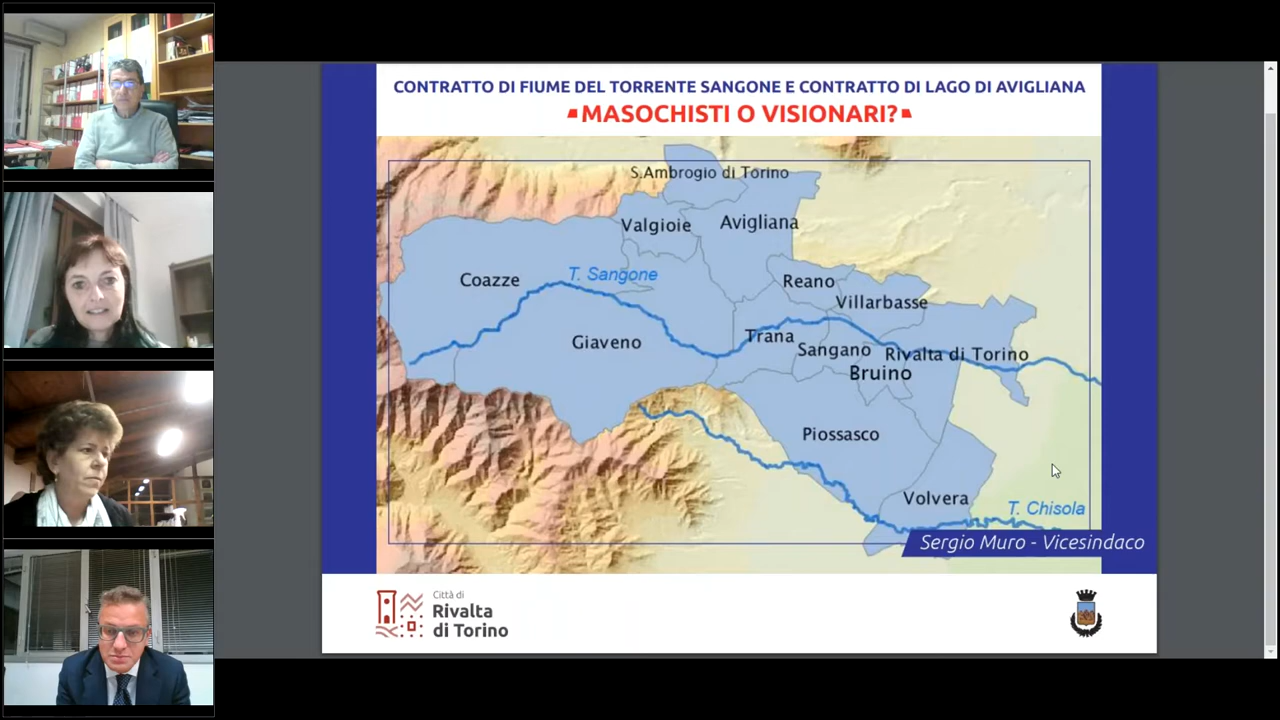 CONTRATTO DI FIUME DEL TORRENTE SANGONE E CONTRATTO DI LAGO DI AVIGLIANA
MASOCHISTI O VISIONARI?
S.Ambrogio di Torino
Valgioie
Avigliana
Coazze
T. Sangone
Reano
Villarbasse
Giaveno
Trana
Sangano
Rivalta di Torino
Bruino
Piossasco
Volvera
T. Chisola
Sergio Muro - Vicesindaco
Città di
Rivalta
di Torino